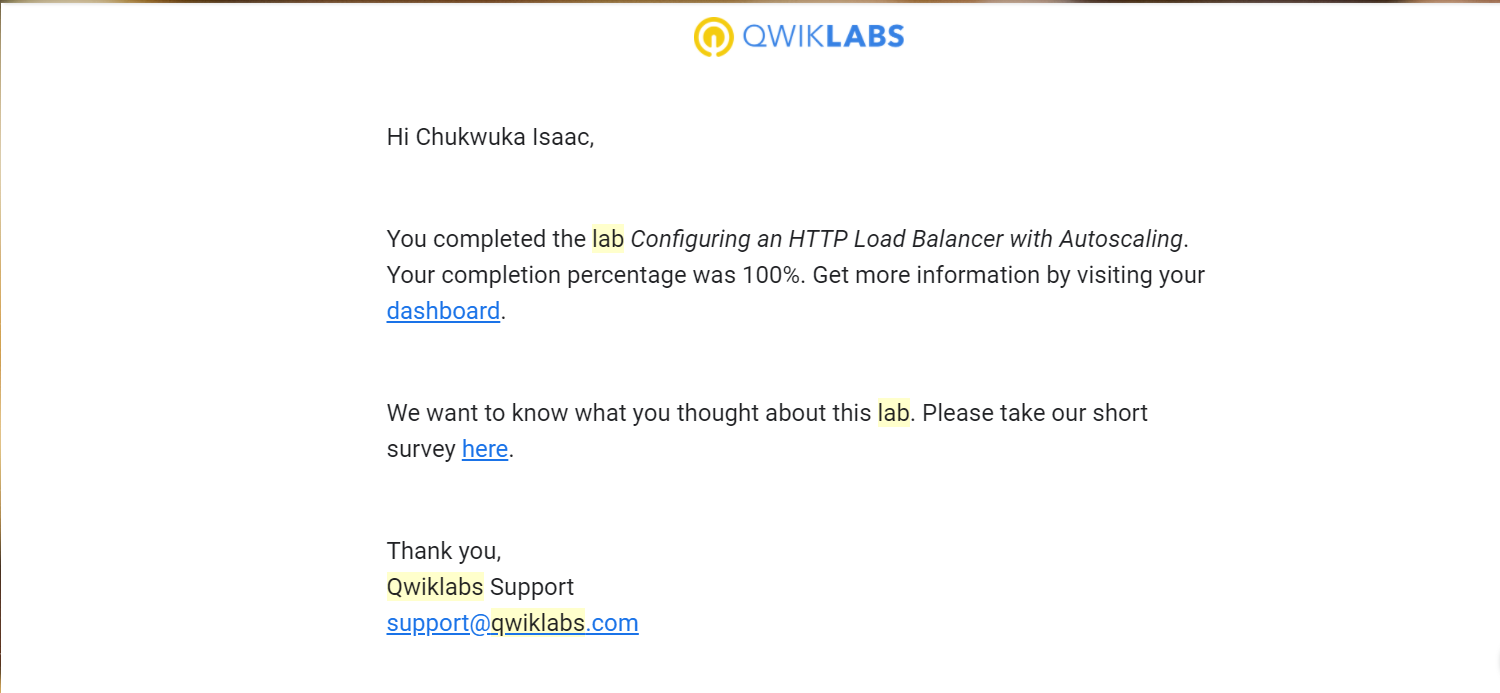 QWIKLABS
Hi Chukwuka Isaac,
You completed the lab Configuring an HTTP Load Balancer with Autoscaling.
Your completion percentage was 100%. Get more information by visiting your
dashboard.
We want to know what you thought about this lab. Please take our short
survey here.
Thank you,
Qwiklabs Support
support@qwiklabs.com